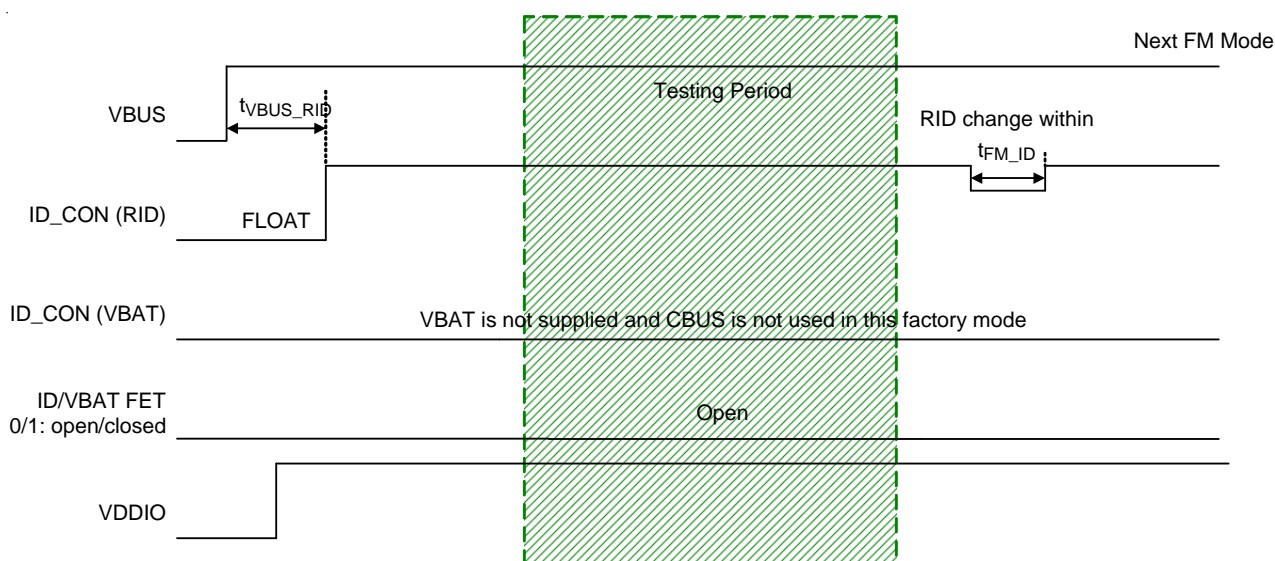 Next FM Mode
Testing Period
VBUS
tVBUS_RID
RID change within
tFM_ID
ID_CON (RID)
FLOAT
ID_CON (VBAT)
VBAT is not supplied and CBUS is not used in this factory mode
ID/VBAT FET
0/1: open/closed
Open
VDDIO